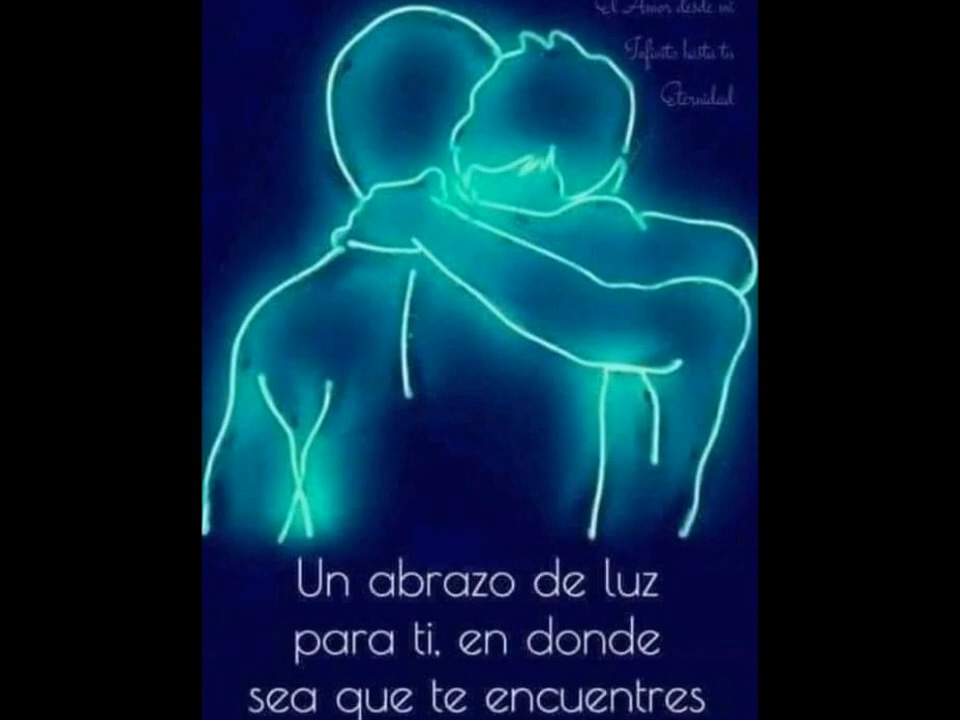 El Amor desde mi
Infinito hasta tu
Eternidad
Un abrazo de luz
para ti, en donde
sea que te encuentres